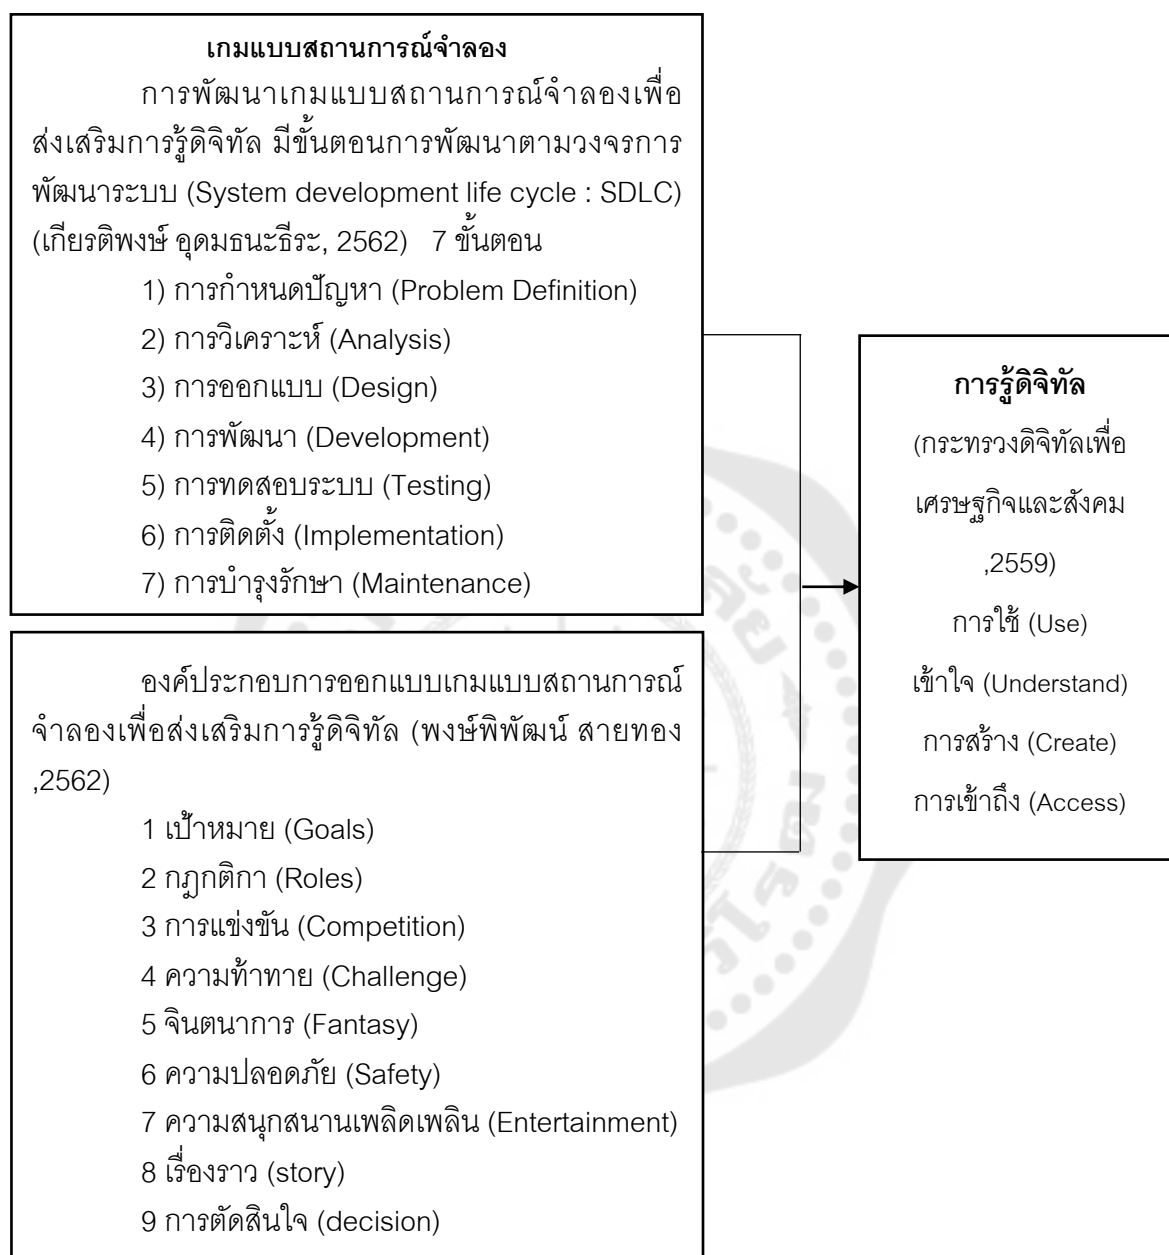 เกมแบบสถานการณ์จำลอง
การพัฒนาเกมแบบสถานการณ์จำลองเพื่อ
ส่งเสริมการรู้ดิจิทัล มีขั้นตอนการพัฒนาตามวงจรการ
พัฒนาระบบ (System development life cycle : SDLC)
(เกียรติพงษ์ อุดมธนะธีระ, 2562) 7 ขั้นตอน
1) การกำหนดปัญหา (Problem Definition)
2) การวิเคราะห์ (Analysis)
3) การออกแบบ (Design)
4) การพัฒนา (Development)
5) การทดสอบระบบ (Testing)
6) การติดตั้ง (Implementation)
7) การบำรุงรักษา (Maintenance)
องค์ประกอบการออกแบบเกมแบบสถานการณ์
จำลองเพื่อส่งเสริมการรู้ดิจิทัล (พงษ์พิพัฒน์ สายทอง
,2562)
1 เป้าหมาย (Goals)
2 กฎกติกา (Roles)
3 การแข่งขัน (Competition)
4 ความท้าทาย (Challenge)
5 จินตนาการ (Fantasy)
6 ความปลอดภัย (Safety)
7 ความสนุกสนานเพลิดเพลิน (Entertainment)
8 เรื่องราว (story)
9 การตัดสินใจ (decision)
การรู้ดิจิทัล
(กระทรวงดิจิทัลเพื่อ
เศรษฐกิจและสังคม
,2559)
การใช้ (Use)
เข้าใจ (Understand)
การสร้าง (Create)
การเข้าถึง (Access)